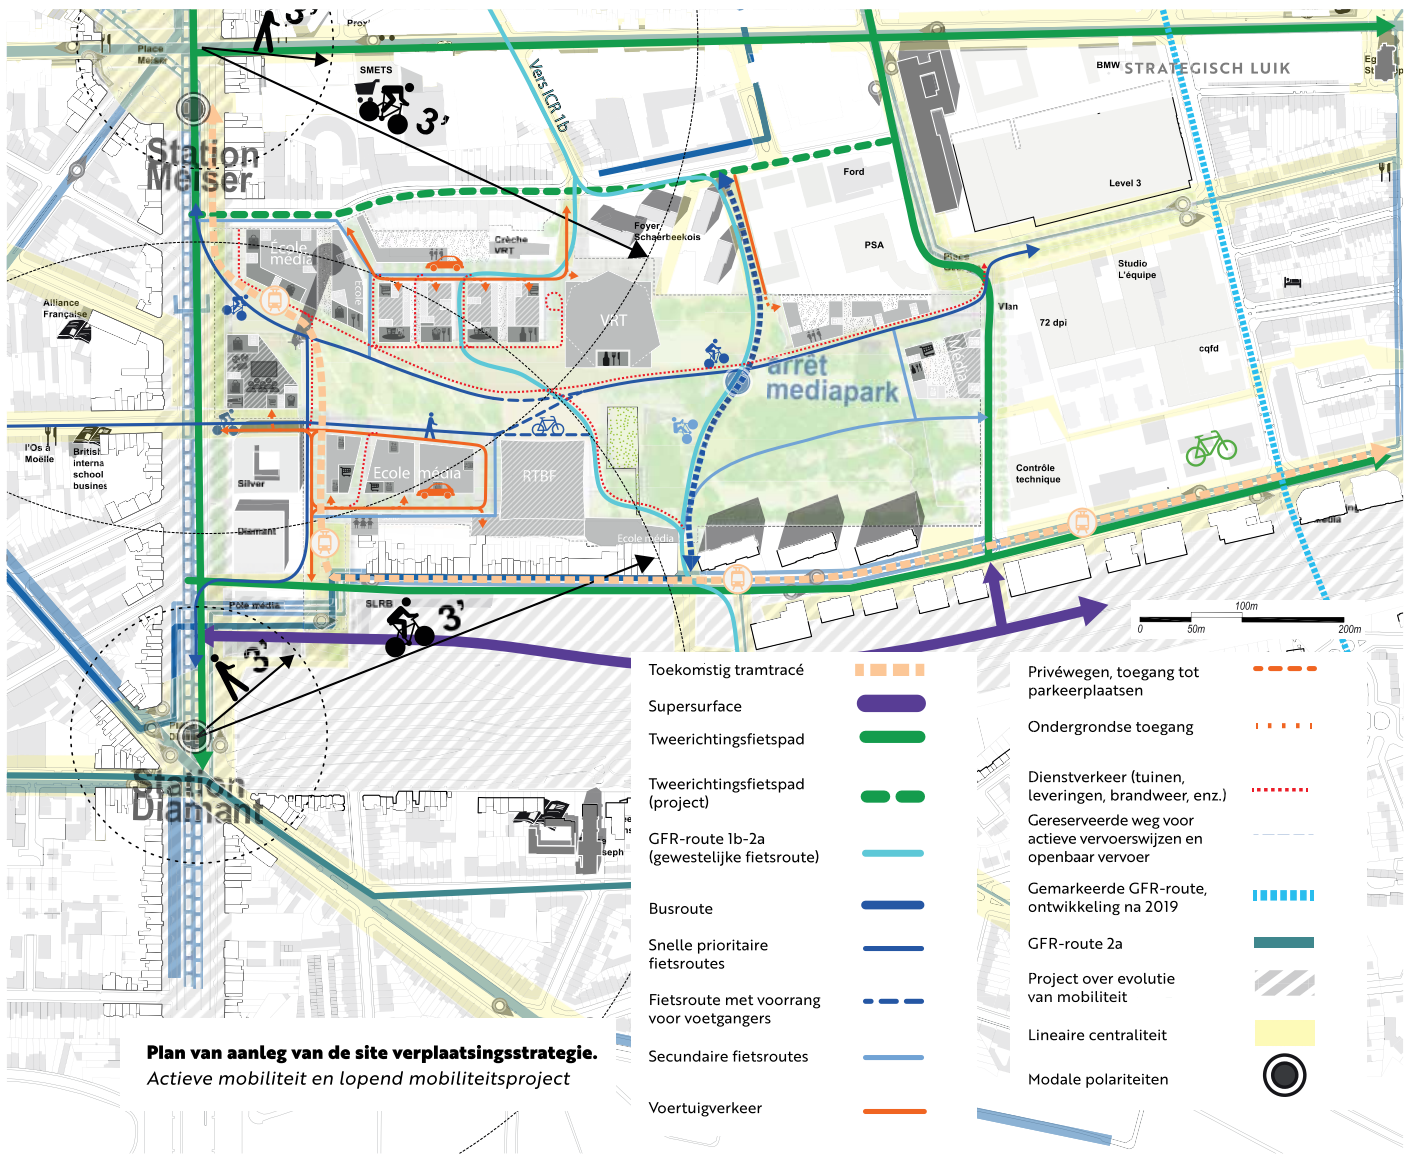 3'
Place
Meiser
SMETS
3'
Vers ICR 1b
BMW
STRATEGISCH LUIK
Station
Meiser
Ford
Level 3
Foyer
Schaerbeekois
Crèche
VRT
PSA
Ecole
média
Ecole
Studio
L'équipe
Alliance
Française
VRT
Vlan
72 dpi
cqfd
Média
arrêt
mediapark
l'Os à
Moëlle
British
interna
school
busines
Silver
Ecole média
RTBF
Contrôle
technique
Diamant
Ecole média
Pôle média
SLRB
3'
3'
100m
0
50m
200m
Station
Diamant
seph
Toekomstig tramtracé
Supersurface
Tweerichtingsfietspad
Tweerichtingsfietspad
(project)
GFR-route 1b-2a
(gewestelijke fietsroute)
Busroute
Snelle prioritaire
fietsroutes
Fietsroute met voorrang
voor voetgangers
Secundaire fietsroutes
Voertuigverkeer
Privéwegen, toegang tot
parkeerplaatsen
Ondergrondse toegang
Dienstverkeer (tuinen,
leveringen, brandweer, enz.)
Gereserveerde weg voor
actieve vervoerswijzen en
openbaar vervoer
Gemarkeerde GFR-route,
ontwikkeling na 2019
GFR-route 2a
Project over evolutie
van mobiliteit
Lineaire centraliteit
Modale polariteiten
Plan van aanleg van de site verplaatsingsstrategie.
Actieve mobiliteit en lopend mobiliteitsproject